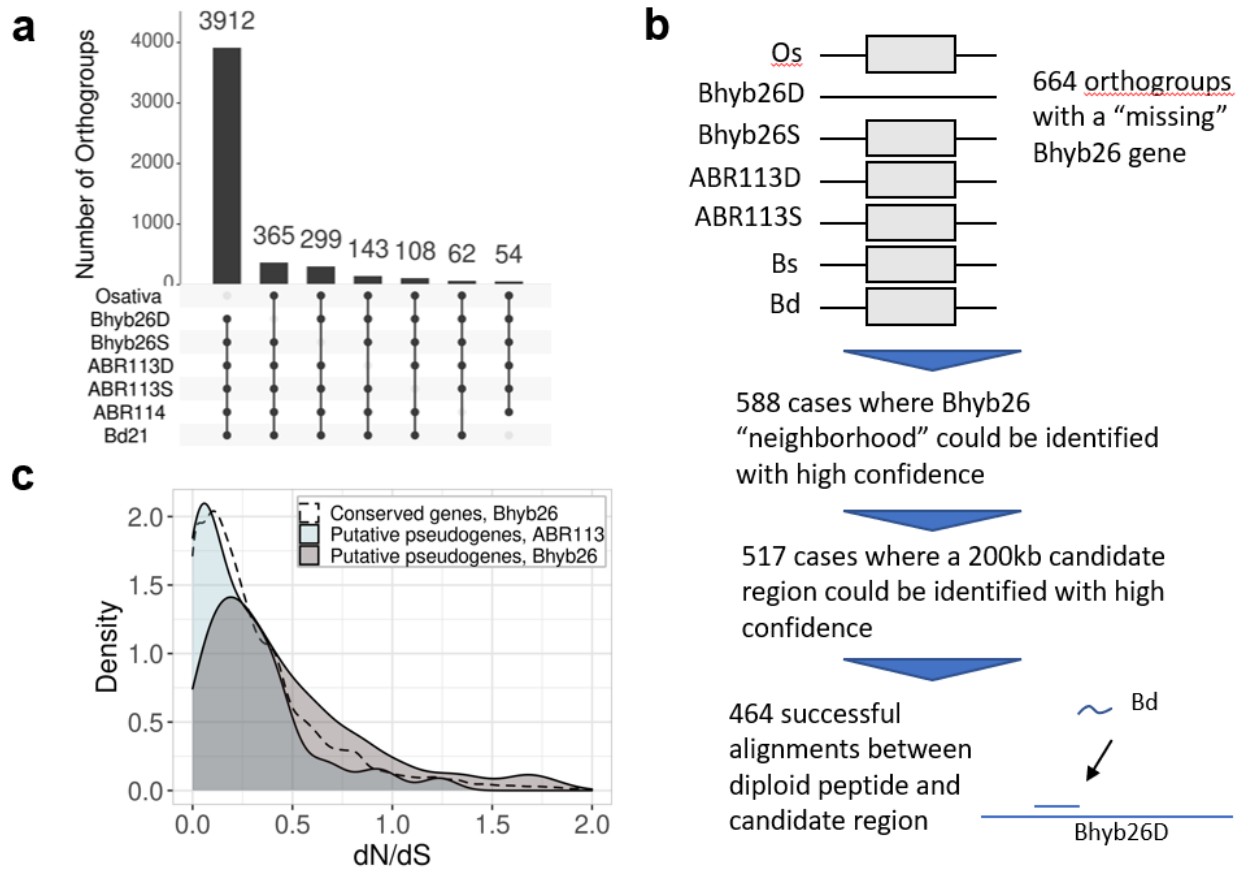 a
3912
4000
3000
2000
1000
0
Number of Orthogroups
365 299 143 108 62 54
Osativa
Bhyb26D
Bhyb26S
ABR113D
ABR113S
ABR114
Bd21
b
Os
Bhyb26D
Bhyb26S
ABR113D
ABR113S
Bs
Bd
664 orthogroups
with a “missing”
Bhyb26 gene
588 cases where Bhyb26
“neighborhood” could be identified
with high confidence
517 cases where a 200kb candidate
region could be identified with high
confidence
464 successful
alignments between
diploid peptide and
candidate region
Bd
Bhyb26D
c
2.0
1.5
1.0
0.5
0.0
Density
Conserved genes, Bhyb26
Putative pseudogenes, ABR113
Putative pseudogenes, Bhyb26
0.0 0.5 1.0 1.5 2.0
dN/dS